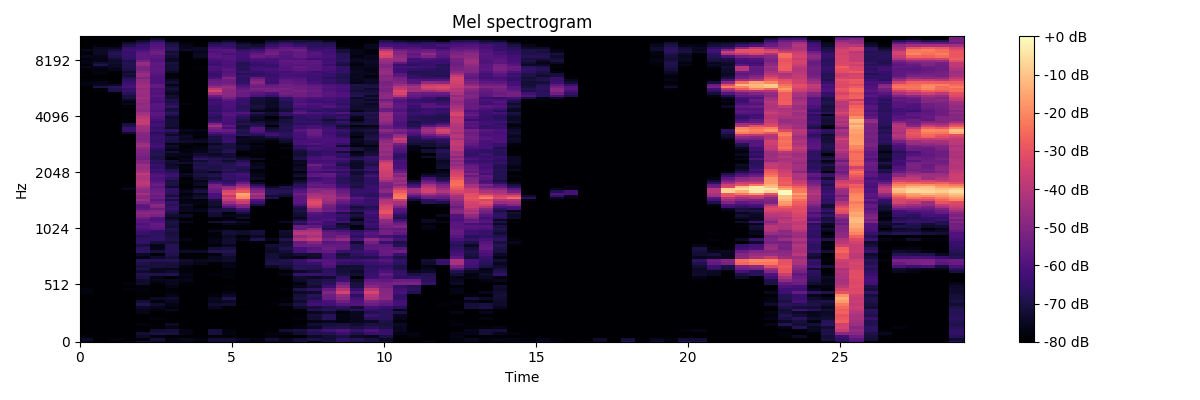 Mel spectrogram
Hz
8192
4096
2048
1024
512
0
0 5 10 15 20 25
Time
+0 dB
-10 dB
-20 dB
-30 dB
-40 dB
-50 dB
-60 dB
-70 dB
-80 dB